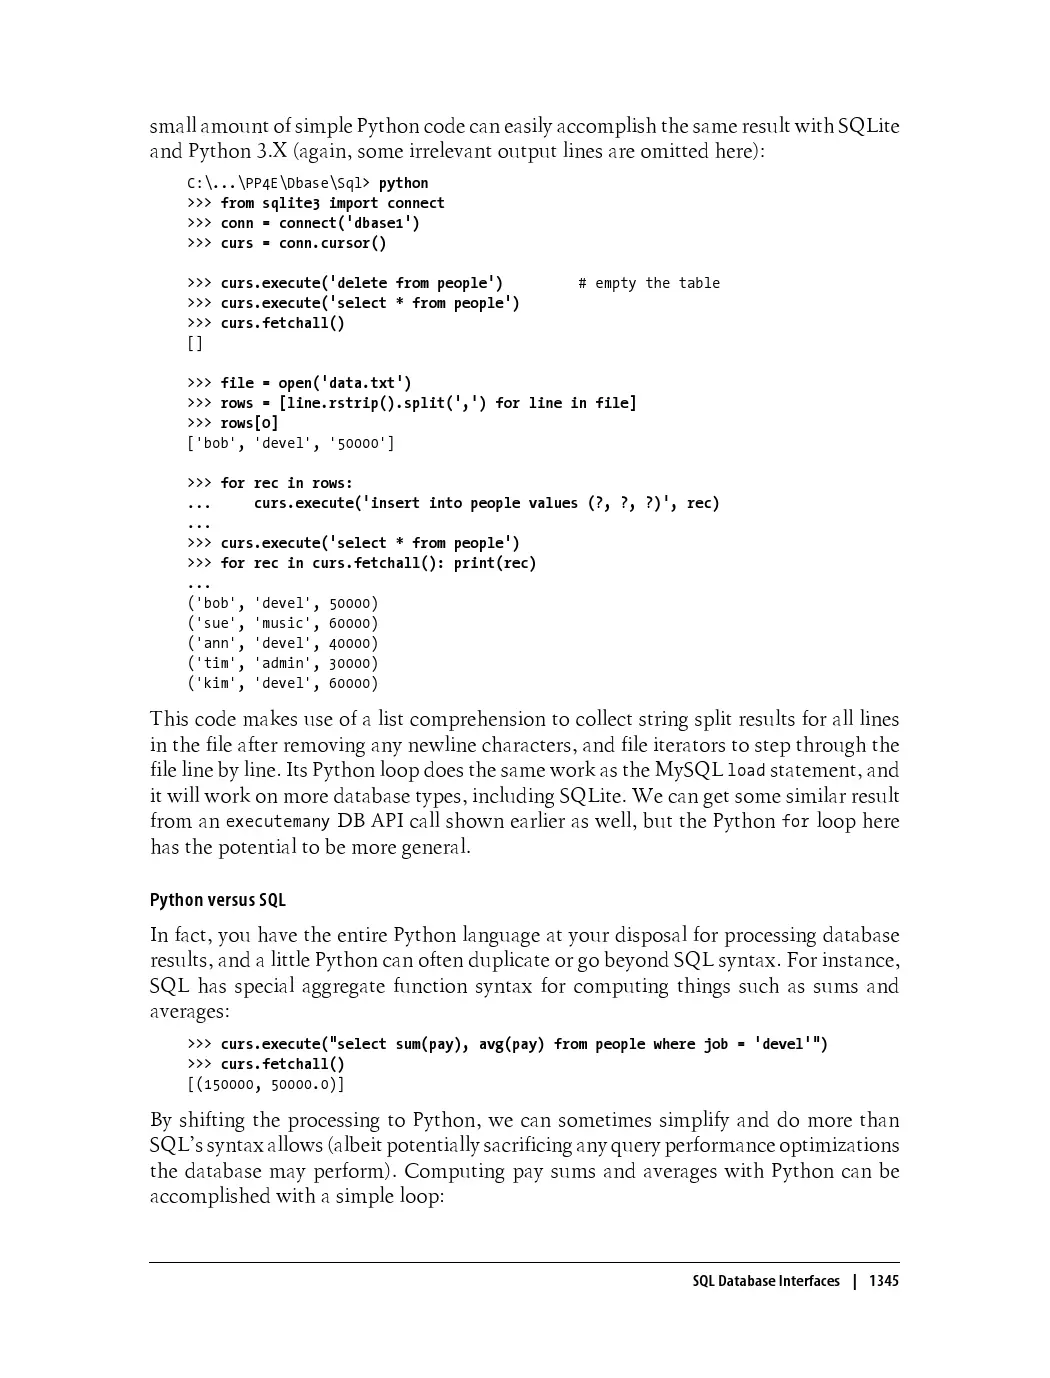 small amount of simple Python code can easily accomplish the same result with SQLite
and Python 3.X (again, some irrelevant output lines are omitted here):
C:\...\PP4E\Dbase\Sql> python
>>> from sqlite3 import connect
>>> conn = connect('dbase1')
>>> curs = conn.cursor()
>>> curs.execute('delete from people')         # empty the table
>>> curs.execute('select * from people')
>>> curs.fetchall()
[]
>>> file = open('data.txt')
>>> rows = [line.rstrip().split(',') for line in file]
>>> rows[0]
['bob', 'devel', '50000']
>>> for rec in rows:
...     curs.execute('insert into people values (?, ?, ?)', rec)
...
>>> curs.execute('select * from people')
>>> for rec in curs.fetchall(): print(rec)
...
('bob', 'devel', 50000)
('sue', 'music', 60000)
('ann', 'devel', 40000)
('tim', 'admin', 30000)
('kim', 'devel', 60000)
This code makes use of a list comprehension to collect string split results for all lines
in the file after removing any newline characters, and file iterators to step through the
file line by line. Its Python loop does the same work as the MySQL load statement, and
it will work on more database types, including SQLite. We can get some similar result
from an executemany DB API call shown earlier as well, but the Python for loop here
has the potential to be more general.
Python versus SQL
In fact, you have the entire Python language at your disposal for processing database
results, and a little Python can often duplicate or go beyond SQL syntax. For instance,
SQL has special aggregate function syntax for computing things such as sums and
averages:
>>> curs.execute("select sum(pay), avg(pay) from people where job = 'devel'")
>>> curs.fetchall()
[(150000, 50000.0)]
By shifting the processing to Python, we can sometimes simplify and do more than
SQL's syntax allows (albeit potentially sacrificing any query performance optimizations
the database may perform). Computing pay sums and averages with Python can be
accomplished with a simple loop:
SQL Database Interfaces | 1345